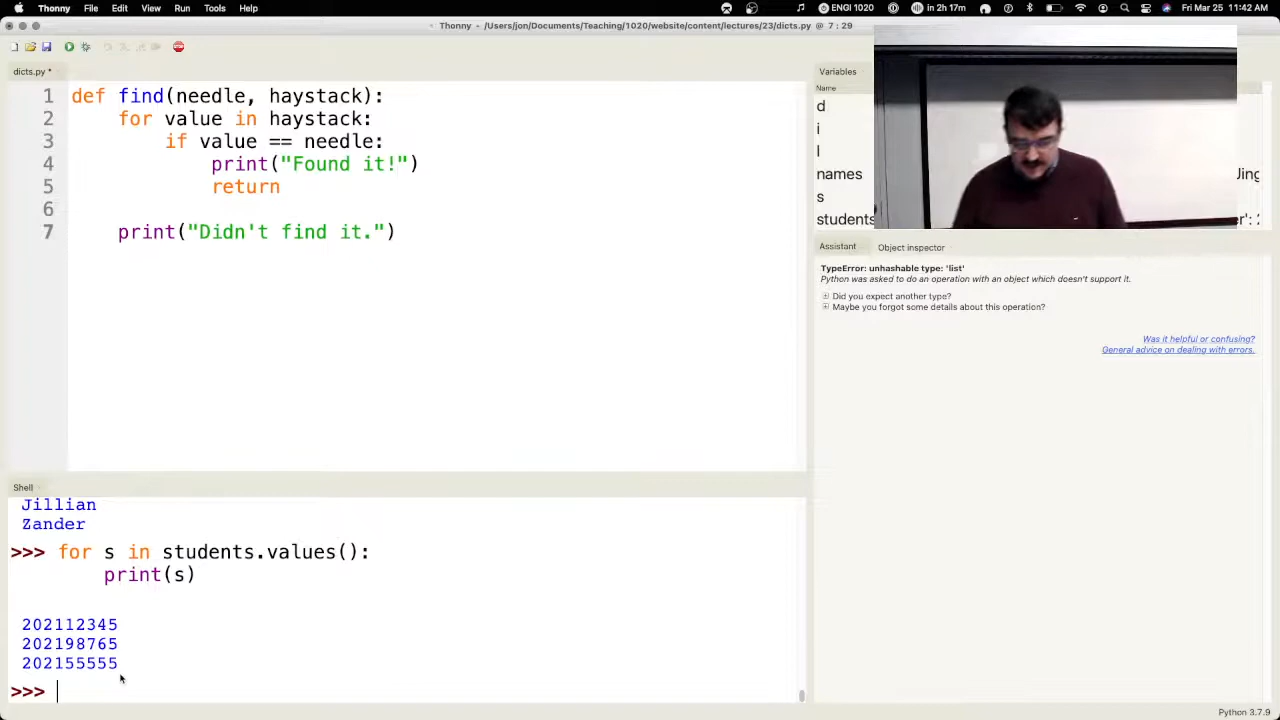 Thonny File Edit View Run Tools Help
ENGI 1020 in 2h 17m Fri Mar 25 11:42 AM
Thonny - /Users/jon/Documents/Teaching/1020/website/content/lectures/23/dicts.py @ 7 : 29
dicts.py *
1 def find(needle, haystack):
2 for value in haystack:
3 if value == needle:
4 print("Found it!")
5 return
6
7 print("Didn't find it.")
Shell
Jillian
Zander
>>> for s in students.values():
print(s)
202112345
202198765
202155555
>>>
Variables
Name
d
i
l
names
s
students
Assistant
Object inspector
TypeError: unhashable type: 'list'
Python was asked to do an operation with an object which doesn't support it.
Did you expect another type?
Maybe you forgot some details about this operation?
Was it helpful or confusing?
General advice on dealing with errors.
Python 3.7.9